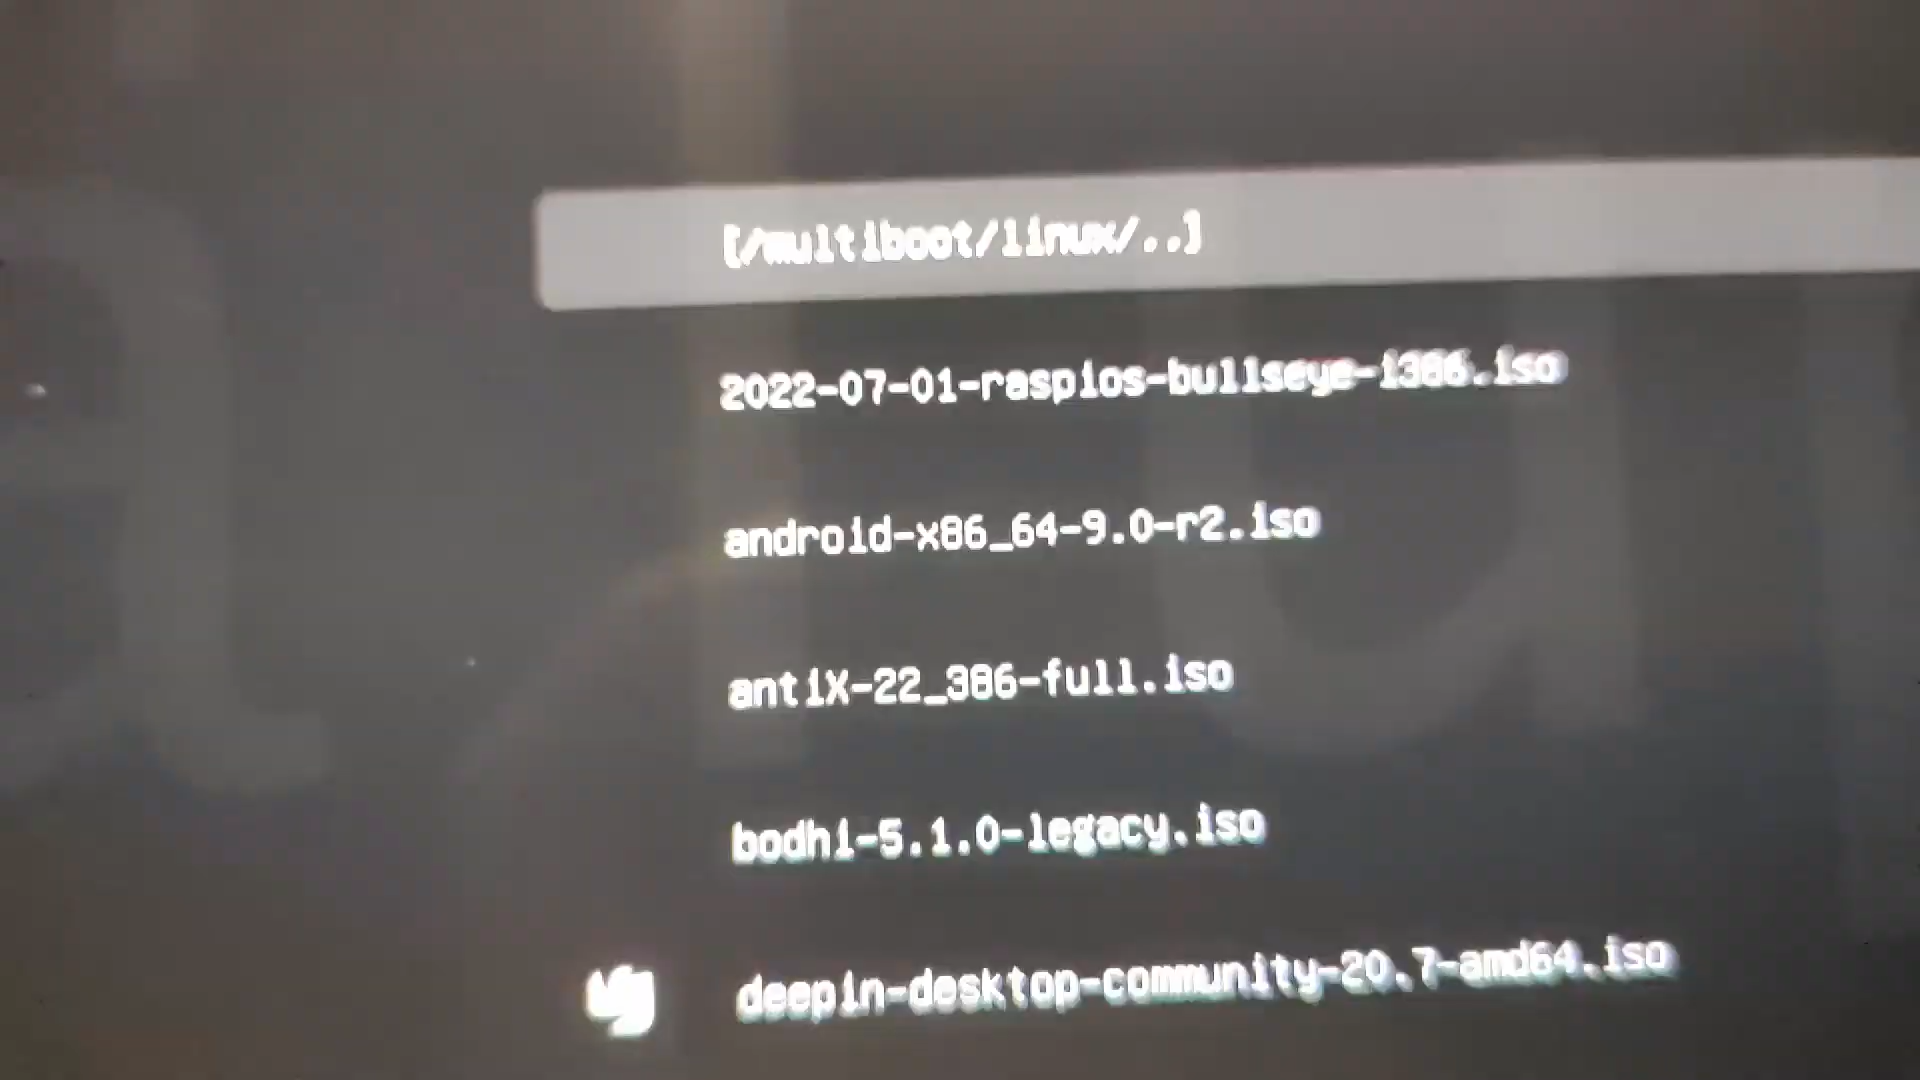 [/multiboot/linux/..]
2022-07-01-raspios-bullseye-i386.iso
android-x86_64-9.0-r2.iso
antiX-22_386-full.iso
bodhi-5.1.0-legacy.iso
deepin-desktop-community-20.7-amd64.iso